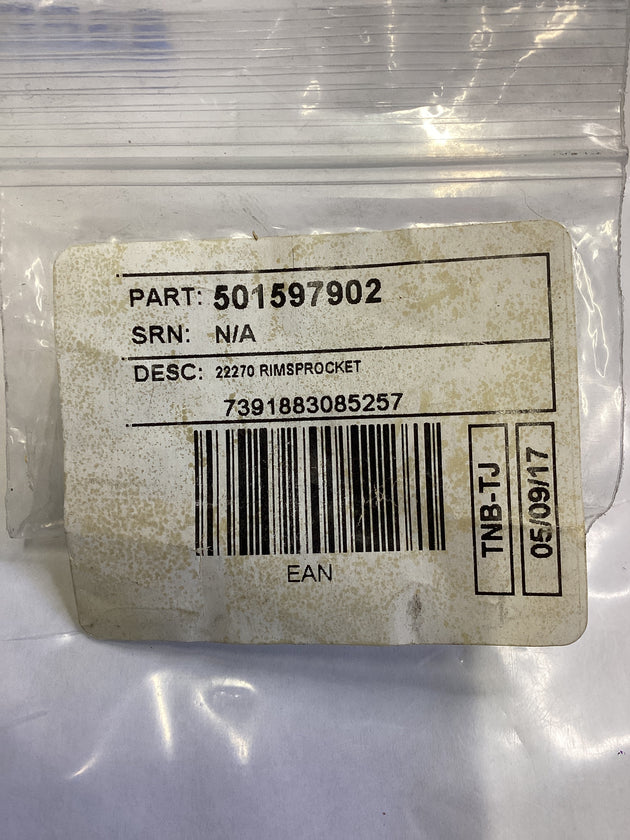 PART: 501597902
SRN: N/A
DESC: 22270 RIMSPROCKET
7391883085257
EAN
TNB-TJ
05/09/17